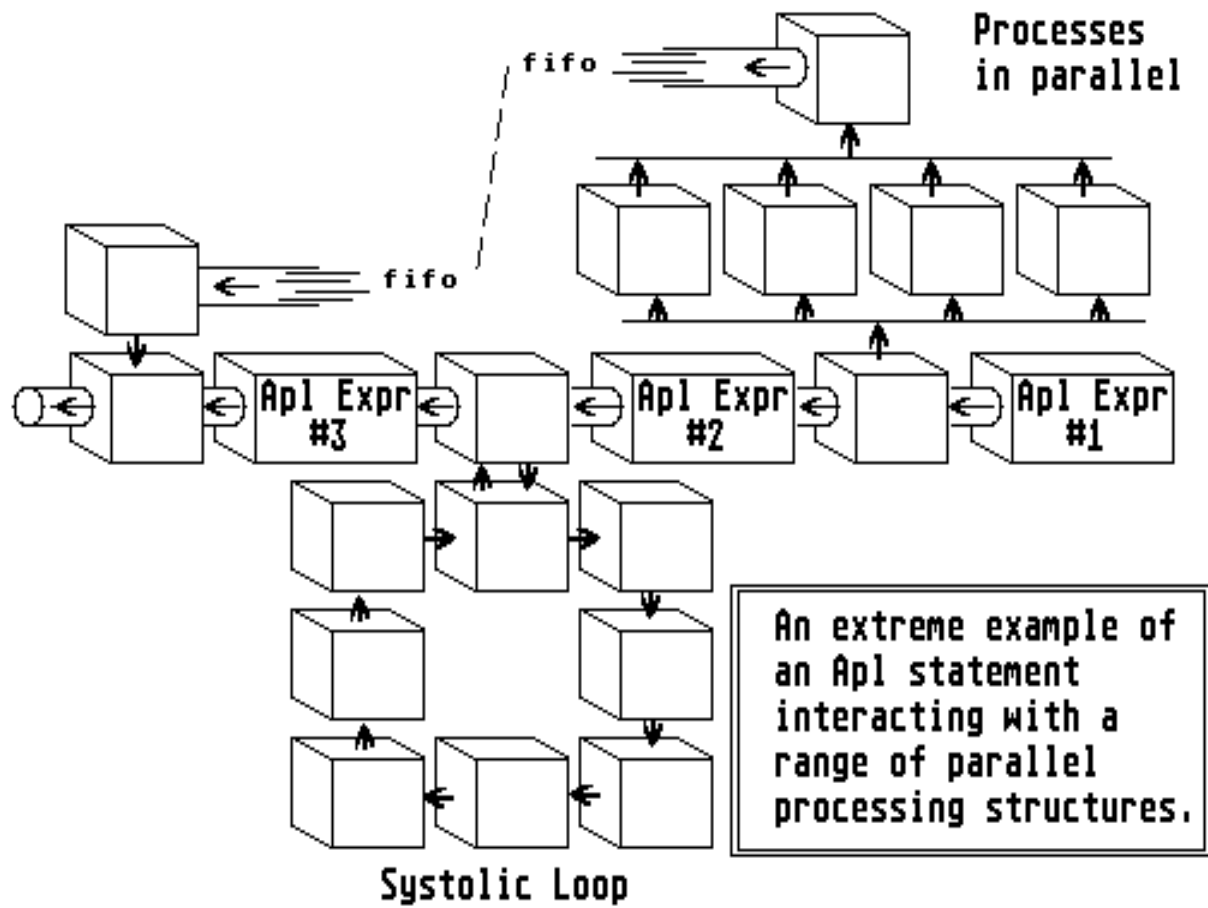 Processes
in parallel
fifo
fifo
Apl Expr
#3
Apl Expr
#2
Apl Expr
#1
An extreme example of
an Apl statement
interacting with a
range of parallel
processing structures.
Systolic Loop